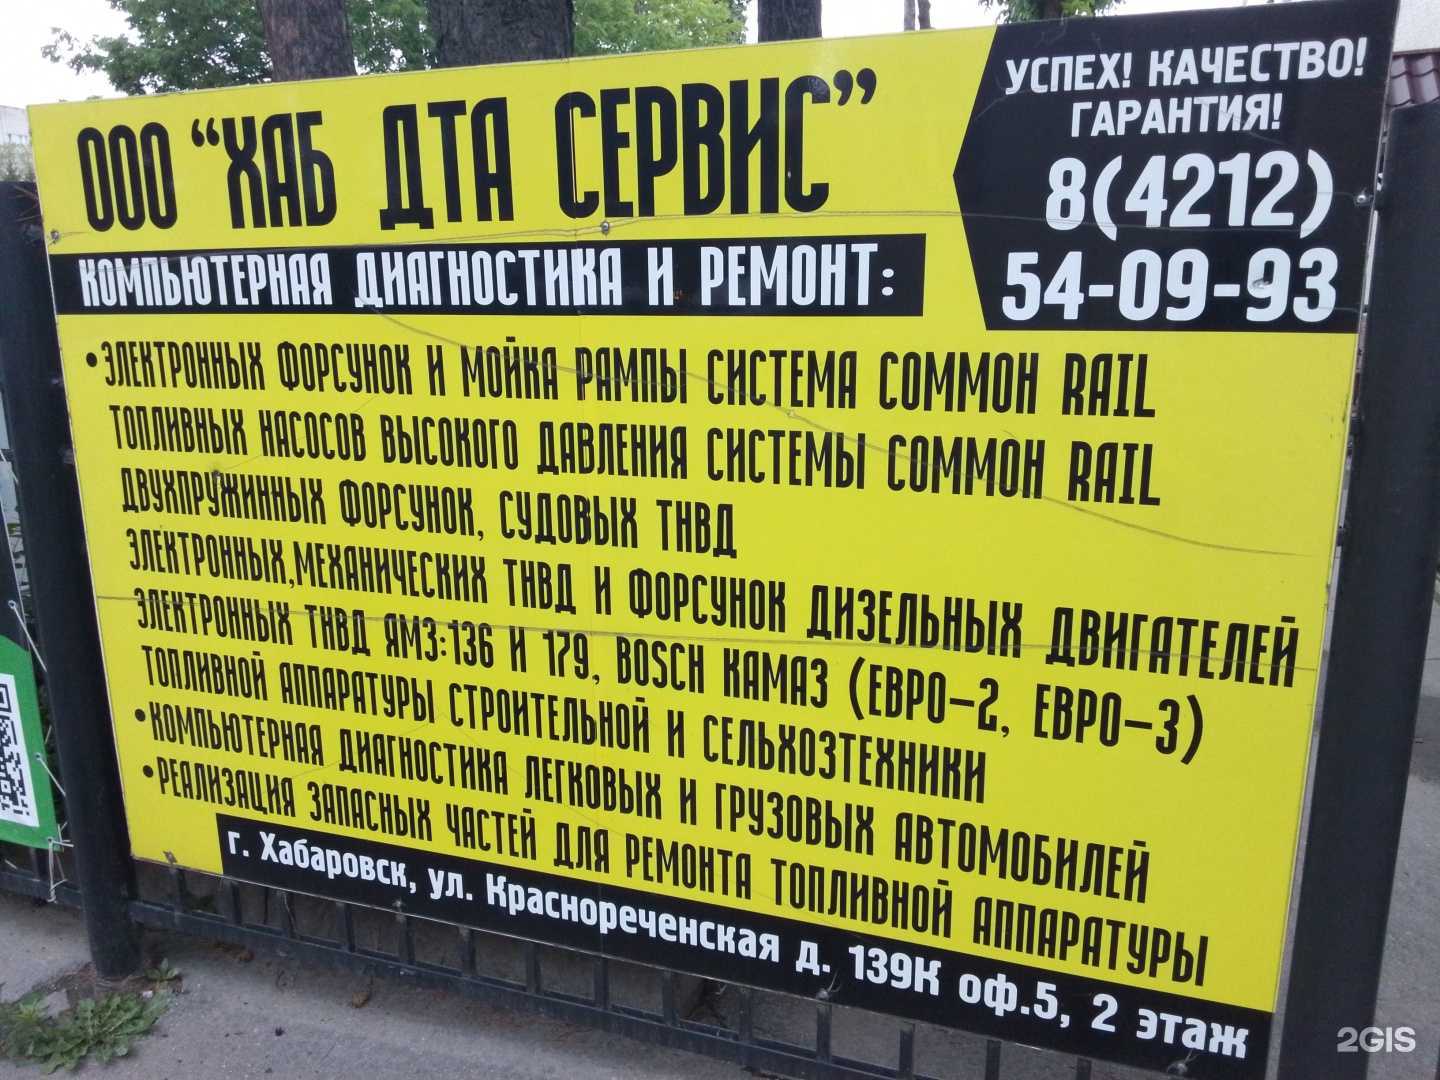 ООО "ХАБ ДТА СЕРВИС"
УСПЕХ! КАЧЕСТВО!
ГАРАНТИЯ!
8(4212)
54-09-93
КОМПЬЮТЕРНАЯ ДИАГНОСТИКА И РЕМОНТ:
•ЭЛЕКТРОННЫХ ФОРСУНОК И МОЙКА РАМПЫ СИСТЕМА COMMON RAIL
ТОПЛИВНЫХ НАСОСОВ ВЫСОКОГО ДАВЛЕНИЯ СИСТЕМЫ COMMON RAIL
ДВУХПРУЖИННЫХ ФОРСУНОК, СУДОВЫХ ТНВД
ЭЛЕКТРОННЫХ,МЕХАНИЧЕСКИХ ТНВД И ФОРСУНОК ДИЗЕЛЬНЫХ ДВИГАТЕЛЕЙ
ЭЛЕКТРОННЫХ ТНВД ЯМЗ:136 И 179, BOSCH КАМАЗ (ЕВРО-2, ЕВРО-3)
ТОПЛИВНОЙ АППАРАТУРЫ СТРОИТЕЛЬНОЙ И СЕЛЬХОЗТЕХНИКИ
•КОМПЬЮТЕРНАЯ ДИАГНОСТИКА ЛЕГКОВЫХ И ГРУЗОВЫХ АВТОМОБИЛЕЙ
•РЕАЛИЗАЦИЯ ЗАПАСНЫХ ЧАСТЕЙ ДЛЯ РЕМОНТА ТОПЛИВНОЙ АППАРАТУРЫ
г. Хабаровск, ул. Краснореченская д. 139К оф.5, 2 этаж
2GIS